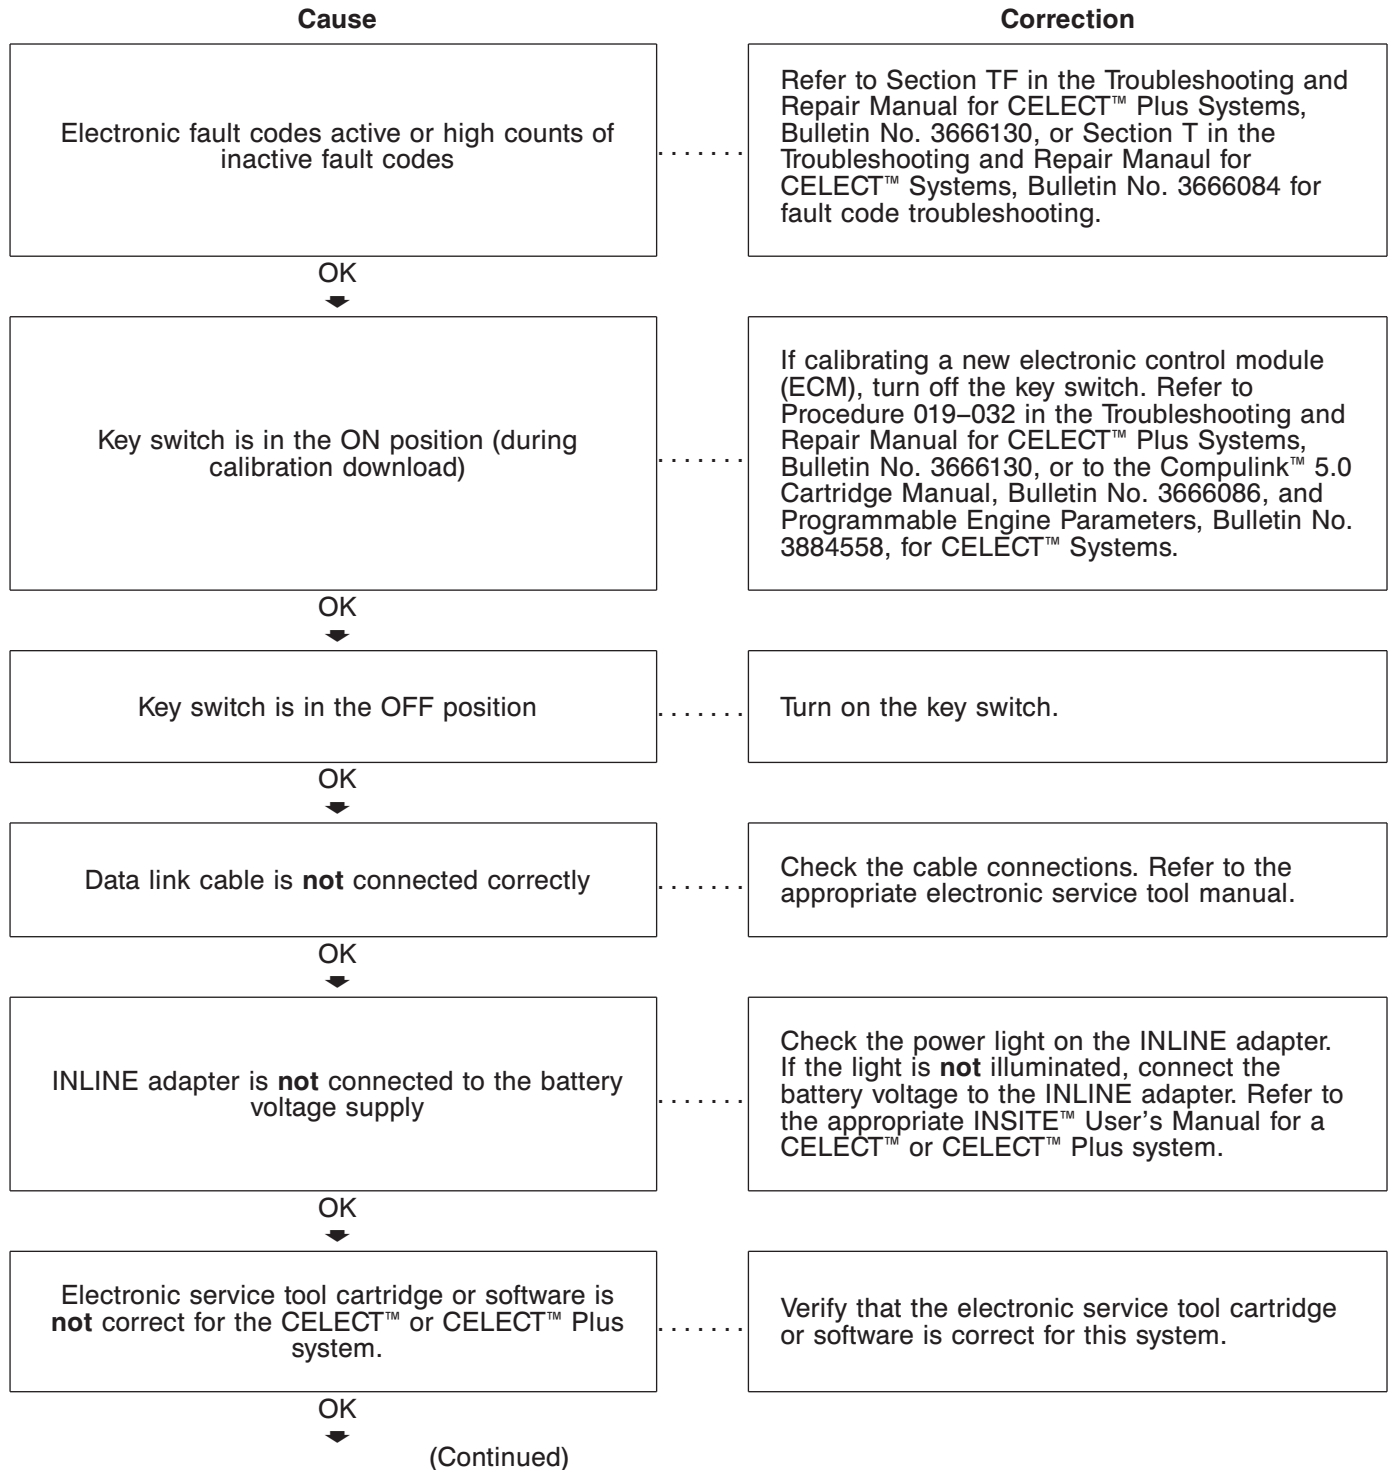 Cause
Correction
Electronic fault codes active or high counts of
inactive fault codes
.......
Refer to Section TF in the Troubleshooting and
Repair Manual for CELECT™ Plus Systems,
Bulletin No. 3666130, or Section T in the
Troubleshooting and Repair Manaul for
CELECT™ Systems, Bulletin No. 3666084 for
fault code troubleshooting.
OK
Key switch is in the ON position (during
calibration download)
.......
If calibrating a new electronic control module
(ECM), turn off the key switch. Refer to
Procedure 019–032 in the Troubleshooting and
Repair Manual for CELECT™ Plus Systems,
Bulletin No. 3666130, or to the Compulink™ 5.0
Cartridge Manual, Bulletin No. 3666086, and
Programmable Engine Parameters, Bulletin No.
3884558, for CELECT™ Systems.
OK
Key switch is in the OFF position
.......
Turn on the key switch.
OK
Data link cable is not connected correctly
.......
Check the cable connections. Refer to the
appropriate electronic service tool manual.
OK
INLINE adapter is not connected to the battery
voltage supply
.......
Check the power light on the INLINE adapter.
If the light is not illuminated, connect the
battery voltage to the INLINE adapter. Refer to
the appropriate INSITE™ User’s Manual for a
CELECT™ or CELECT™ Plus system.
OK
Electronic service tool cartridge or software is
not correct for the CELECT™ or CELECT™ Plus
system.
.......
Verify that the electronic service tool cartridge
or software is correct for this system.
OK
(Continued)